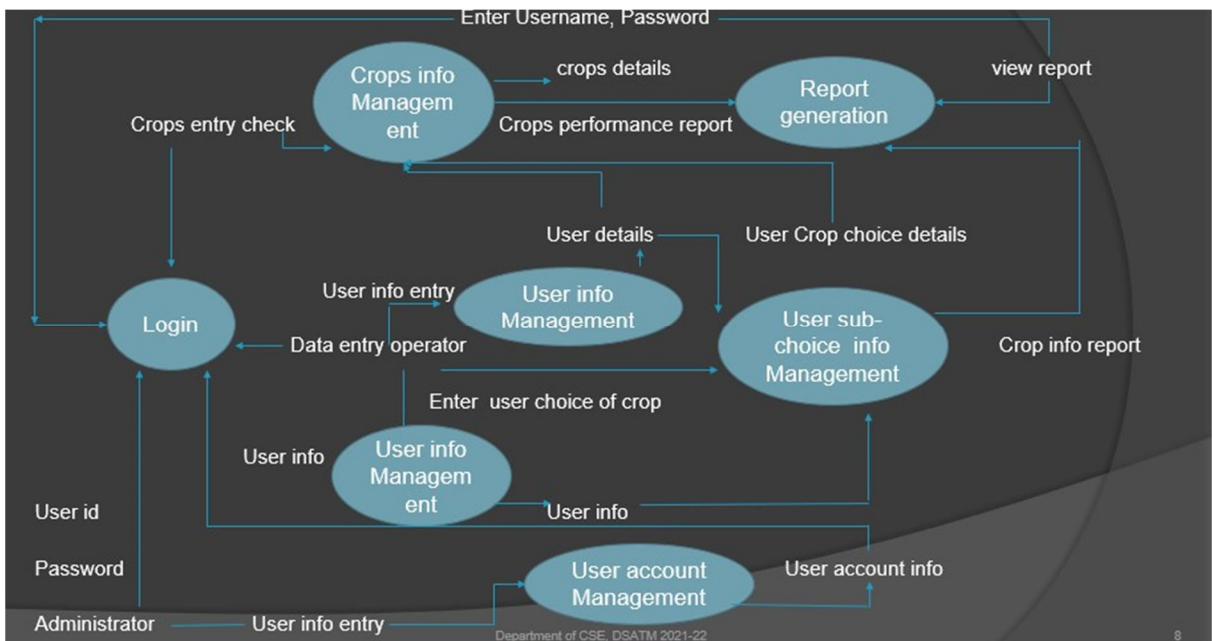 Enter Username, Password
Crops info
Managem
ent
crops details
Report
generation
view report
Crops entry check
Crops performance report
User details
User Crop choice details
User info entry
User info
Management
Login
Data entry operator
User sub-
choice info
Management
Crop info report
Enter user choice of crop
User info
User info
Managem
ent
User id
User info
Password
User account
Management
User account info
Administrator
User info entry
Department of CSE, DSATM 2021-22
8